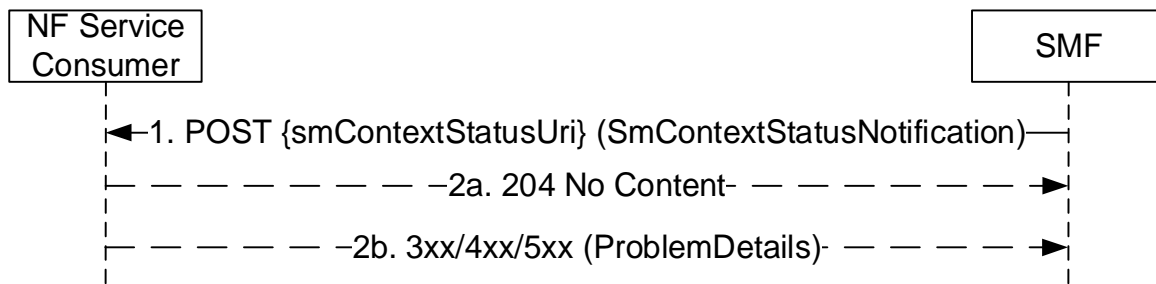 NF Service
Consumer
SMF
1. POST {smContextStatusUri} (SmContextStatusNotification)
2a. 204 No Content
2b. 3xx/4xx/5xx (ProblemDetails)